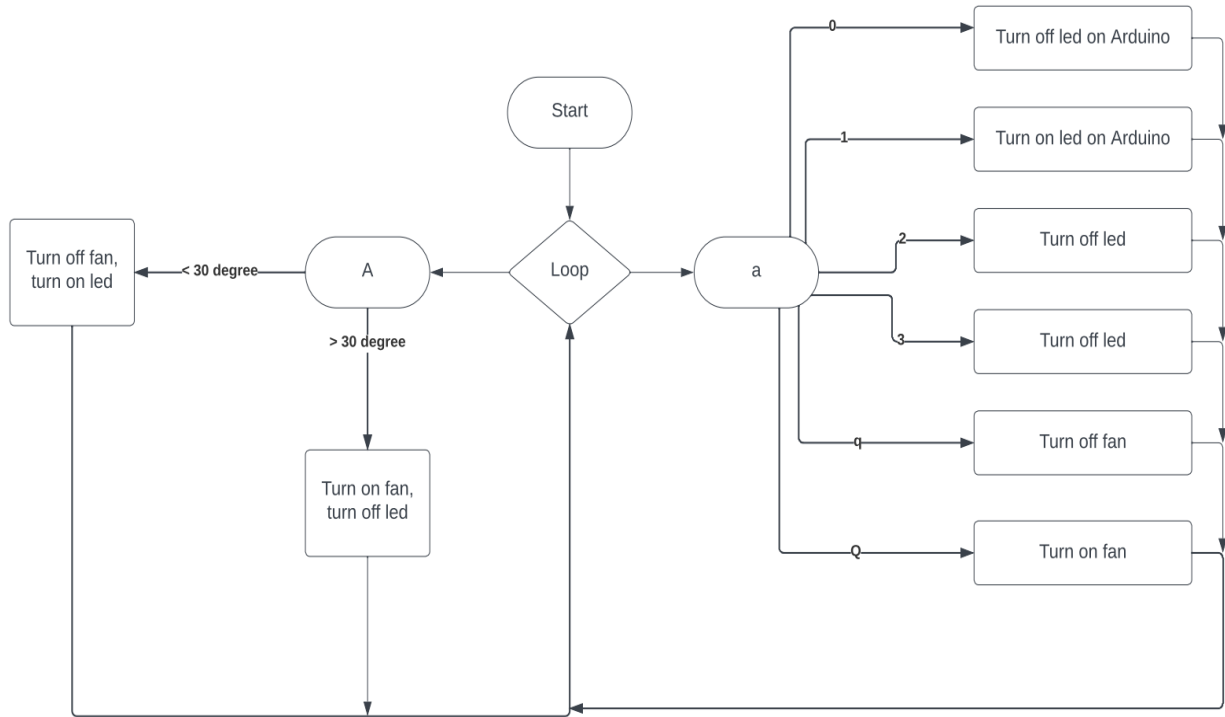 0
Turn off led on Arduino
Start
1
Turn on led on Arduino
Turn off fan,
turn on led
< 30 degree
A
Loop
a
2
Turn off led
> 30 degree
3
Turn off led
q
Turn off fan
Turn on fan,
turn off led
Q
Turn on fan